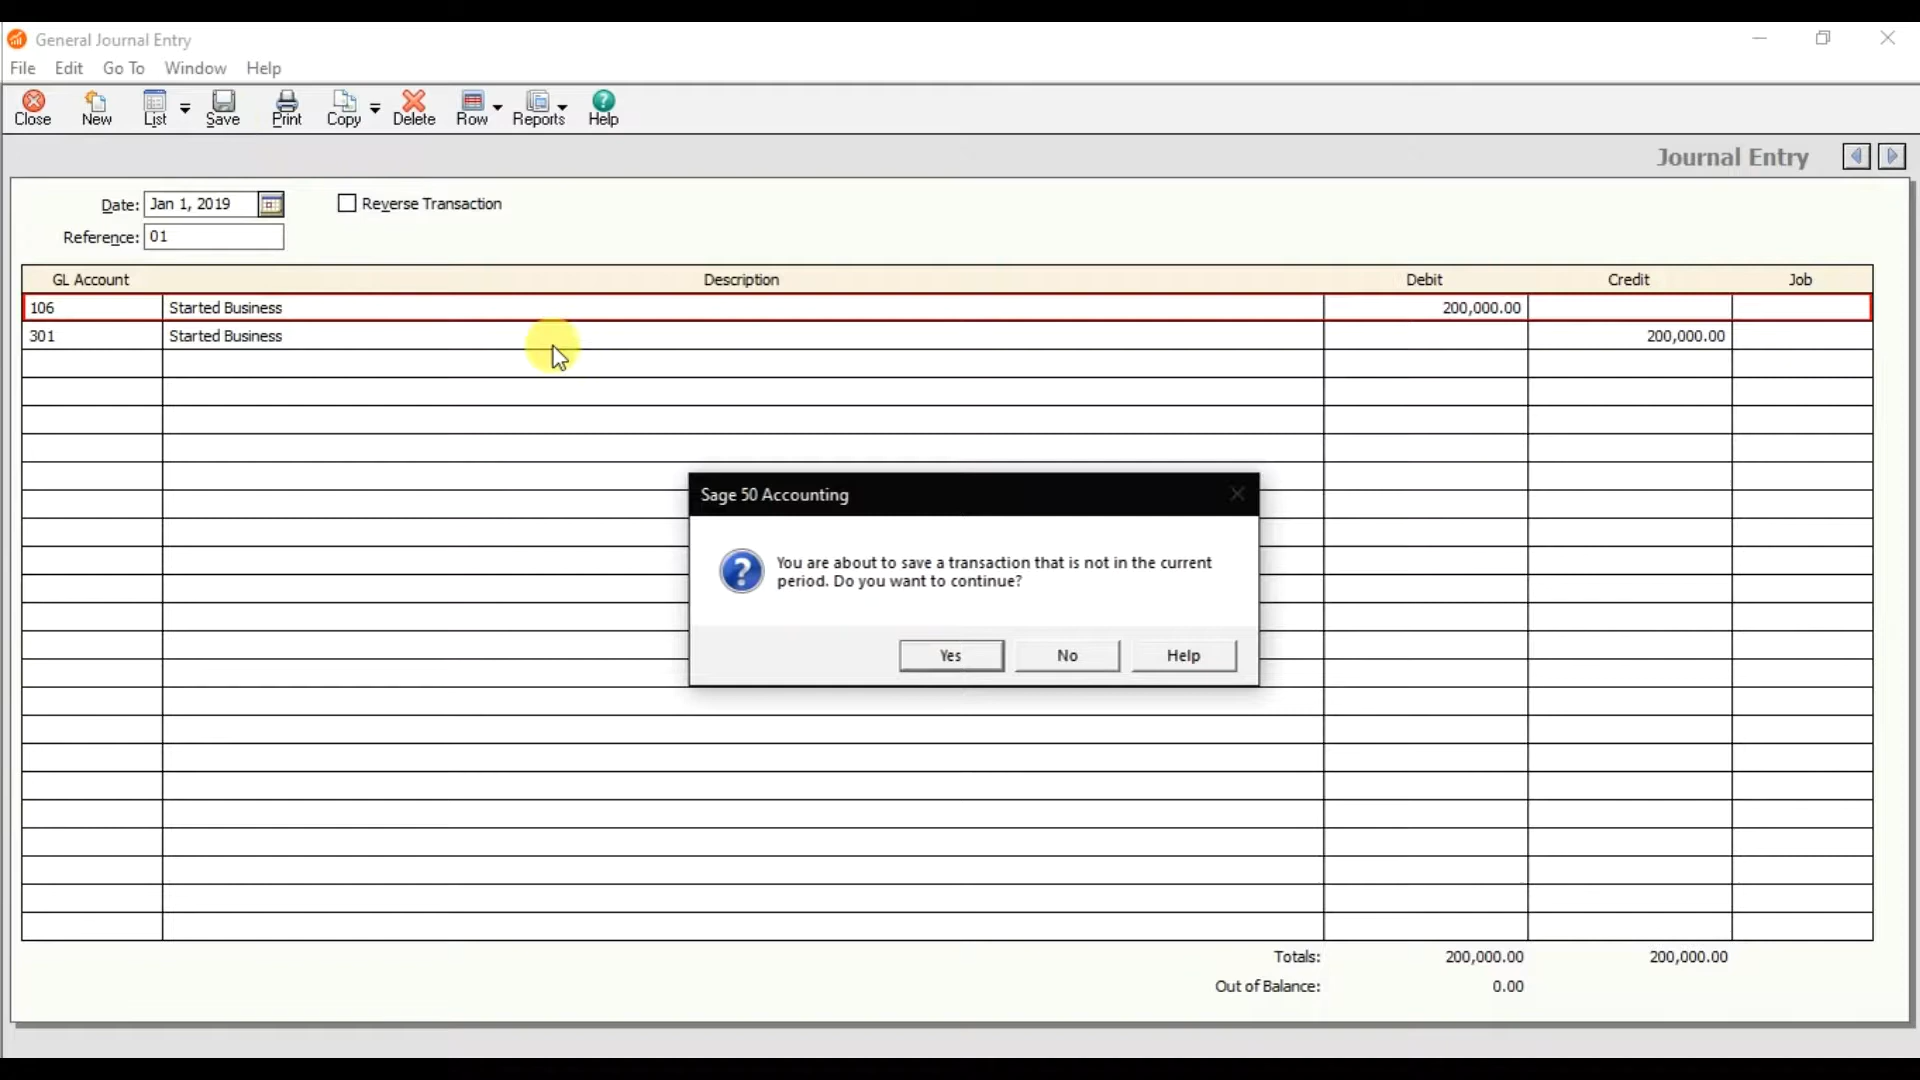 General Journal Entry
File Edit Go To Window Help
Close New List Save Print Copy Delete Row Reports Help
Journal Entry
Date: Jan 1, 2019 Reverse Transaction
Reference: 01
GL Account Description Debit Credit Job
106 Started Business 200,000.00
301 Started Business 200,000.00
Sage 50 Accounting
You are about to save a transaction that is not in the current
period. Do you want to continue?
Yes No Help
Totals: 200,000.00 200,000.00
Out of Balance: 0.00